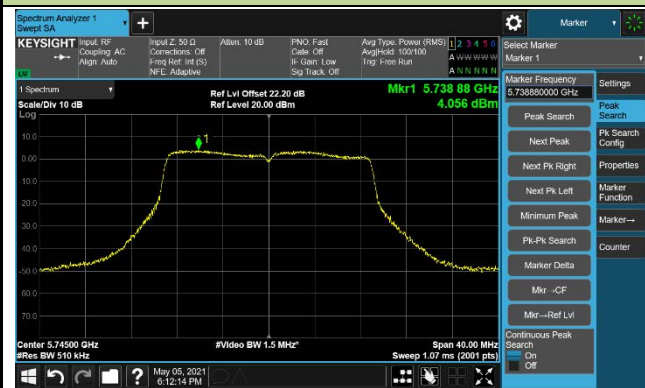 Spectrum Analyzer 1
Swept SA
Marker
KEYSIGHT
Input: RF
Coupling: AC
Align: Auto
Input Z: 50 Ω
Corrections: Off
Freq Ref: Int (S)
NFE: Adaptive
Atten: 10 dB
PNO: Fast
Gate: Off
IF Gain: Low
Sig Track: Off
Avg Type: Power (RMS)
Avg|Hold: 100/100
Trig: Free Run
1 2 3 4 5 6
A W W W W W
A N N N N N
Select Marker
Marker 1
Marker Frequency
5.738880000 GHz
Settings
Peak Search
Peak
Search
Next Peak
Pk Search
Config
Next Pk Right
Properties
Next Pk Left
Marker
Function
Minimum Peak
Marker→
Pk-Pk Search
Counter
Marker Delta
Mkr→CF
Mkr→Ref Lvl
Continuous Peak
Search
On
Off
1 Spectrum
Scale/Div 10 dB
Log
Ref Lvl Offset 22.20 dB
Ref Level 20.00 dBm
Mkr1 5.738 88 GHz
4.056 dBm
1
10.0
0.00
-10.0
-20.0
-30.0
-40.0
-50.0
-60.0
-70.0
Center 5.74500 GHz
#Res BW 510 kHz
#Video BW 1.5 MHz*
Span 40.00 MHz
Sweep 1.07 ms (2001 pts)
May 05, 2021
6:12:14 PM